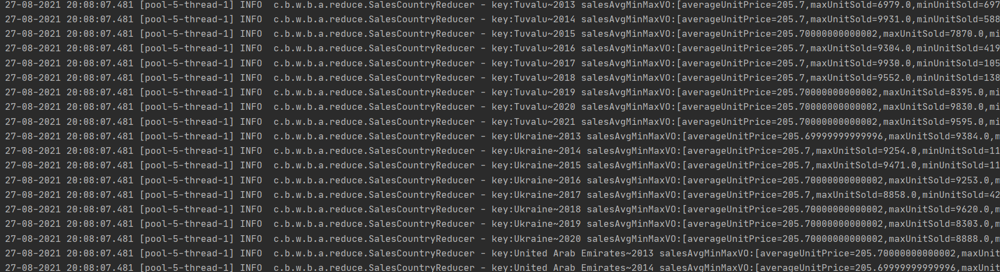 27-08-2021 20:08:07.481 [pool-5-thread-1] INFO  c.b.w.b.a.reduce.SalesCountryReducer - key:Tuvalu~2013 salesAvgMinMaxVO:[averageUnitPrice=205.7,maxUnitSold=6979.0,minUnitSold=697
27-08-2021 20:08:07.481 [pool-5-thread-1] INFO  c.b.w.b.a.reduce.SalesCountryReducer - key:Tuvalu~2014 salesAvgMinMaxVO:[averageUnitPrice=205.7,maxUnitSold=9931.0,minUnitSold=588
27-08-2021 20:08:07.481 [pool-5-thread-1] INFO  c.b.w.b.a.reduce.SalesCountryReducer - key:Tuvalu~2015 salesAvgMinMaxVO:[averageUnitPrice=205.70000000000002,maxUnitSold=7870.0,mi
27-08-2021 20:08:07.481 [pool-5-thread-1] INFO  c.b.w.b.a.reduce.SalesCountryReducer - key:Tuvalu~2016 salesAvgMinMaxVO:[averageUnitPrice=205.7,maxUnitSold=9304.0,minUnitSold=419
27-08-2021 20:08:07.481 [pool-5-thread-1] INFO  c.b.w.b.a.reduce.SalesCountryReducer - key:Tuvalu~2017 salesAvgMinMaxVO:[averageUnitPrice=205.7,maxUnitSold=9930.0,minUnitSold=105
27-08-2021 20:08:07.481 [pool-5-thread-1] INFO  c.b.w.b.a.reduce.SalesCountryReducer - key:Tuvalu~2018 salesAvgMinMaxVO:[averageUnitPrice=205.7,maxUnitSold=9552.0,minUnitSold=138
27-08-2021 20:08:07.481 [pool-5-thread-1] INFO  c.b.w.b.a.reduce.SalesCountryReducer - key:Tuvalu~2019 salesAvgMinMaxVO:[averageUnitPrice=205.70000000000002,maxUnitSold=8395.0,mi
27-08-2021 20:08:07.481 [pool-5-thread-1] INFO  c.b.w.b.a.reduce.SalesCountryReducer - key:Tuvalu~2020 salesAvgMinMaxVO:[averageUnitPrice=205.70000000000002,maxUnitSold=9830.0,mi
27-08-2021 20:08:07.481 [pool-5-thread-1] INFO  c.b.w.b.a.reduce.SalesCountryReducer - key:Tuvalu~2021 salesAvgMinMaxVO:[averageUnitPrice=205.70000000000002,maxUnitSold=9595.0,mi
27-08-2021 20:08:07.481 [pool-5-thread-1] INFO  c.b.w.b.a.reduce.SalesCountryReducer - key:Ukraine~2013 salesAvgMinMaxVO:[averageUnitPrice=205.69999999999996,maxUnitSold=9384.0,m
27-08-2021 20:08:07.481 [pool-5-thread-1] INFO  c.b.w.b.a.reduce.SalesCountryReducer - key:Ukraine~2014 salesAvgMinMaxVO:[averageUnitPrice=205.7,maxUnitSold=9254.0,minUnitSold=11
27-08-2021 20:08:07.481 [pool-5-thread-1] INFO  c.b.w.b.a.reduce.SalesCountryReducer - key:Ukraine~2015 salesAvgMinMaxVO:[averageUnitPrice=205.7,maxUnitSold=9471.0,minUnitSold=11
27-08-2021 20:08:07.481 [pool-5-thread-1] INFO  c.b.w.b.a.reduce.SalesCountryReducer - key:Ukraine~2016 salesAvgMinMaxVO:[averageUnitPrice=205.70000000000002,maxUnitSold=9253.0,m
27-08-2021 20:08:07.481 [pool-5-thread-1] INFO  c.b.w.b.a.reduce.SalesCountryReducer - key:Ukraine~2017 salesAvgMinMaxVO:[averageUnitPrice=205.7,maxUnitSold=8858.0,minUnitSold=42
27-08-2021 20:08:07.481 [pool-5-thread-1] INFO  c.b.w.b.a.reduce.SalesCountryReducer - key:Ukraine~2018 salesAvgMinMaxVO:[averageUnitPrice=205.70000000000002,maxUnitSold=9620.0,m
27-08-2021 20:08:07.481 [pool-5-thread-1] INFO  c.b.w.b.a.reduce.SalesCountryReducer - key:Ukraine~2019 salesAvgMinMaxVO:[averageUnitPrice=205.70000000000002,maxUnitSold=8303.0,m
27-08-2021 20:08:07.481 [pool-5-thread-1] INFO  c.b.w.b.a.reduce.SalesCountryReducer - key:Ukraine~2020 salesAvgMinMaxVO:[averageUnitPrice=205.70000000000002,maxUnitSold=8888.0,m
27-08-2021 20:08:07.481 [pool-5-thread-1] INFO  c.b.w.b.a.reduce.SalesCountryReducer - key:United Arab Emirates~2013 salesAvgMinMaxVO:[averageUnitPrice=205.70000000000002,maxUnit
27-08-2021 20:08:07.481 [pool-5-thread-1] INFO  c.b.w.b.a.reduce.SalesCountryReducer - key:United Arab Emirates~2014 salesAvgMinMaxVO:[averageUnitPrice=205.69999999999996,maxUnit